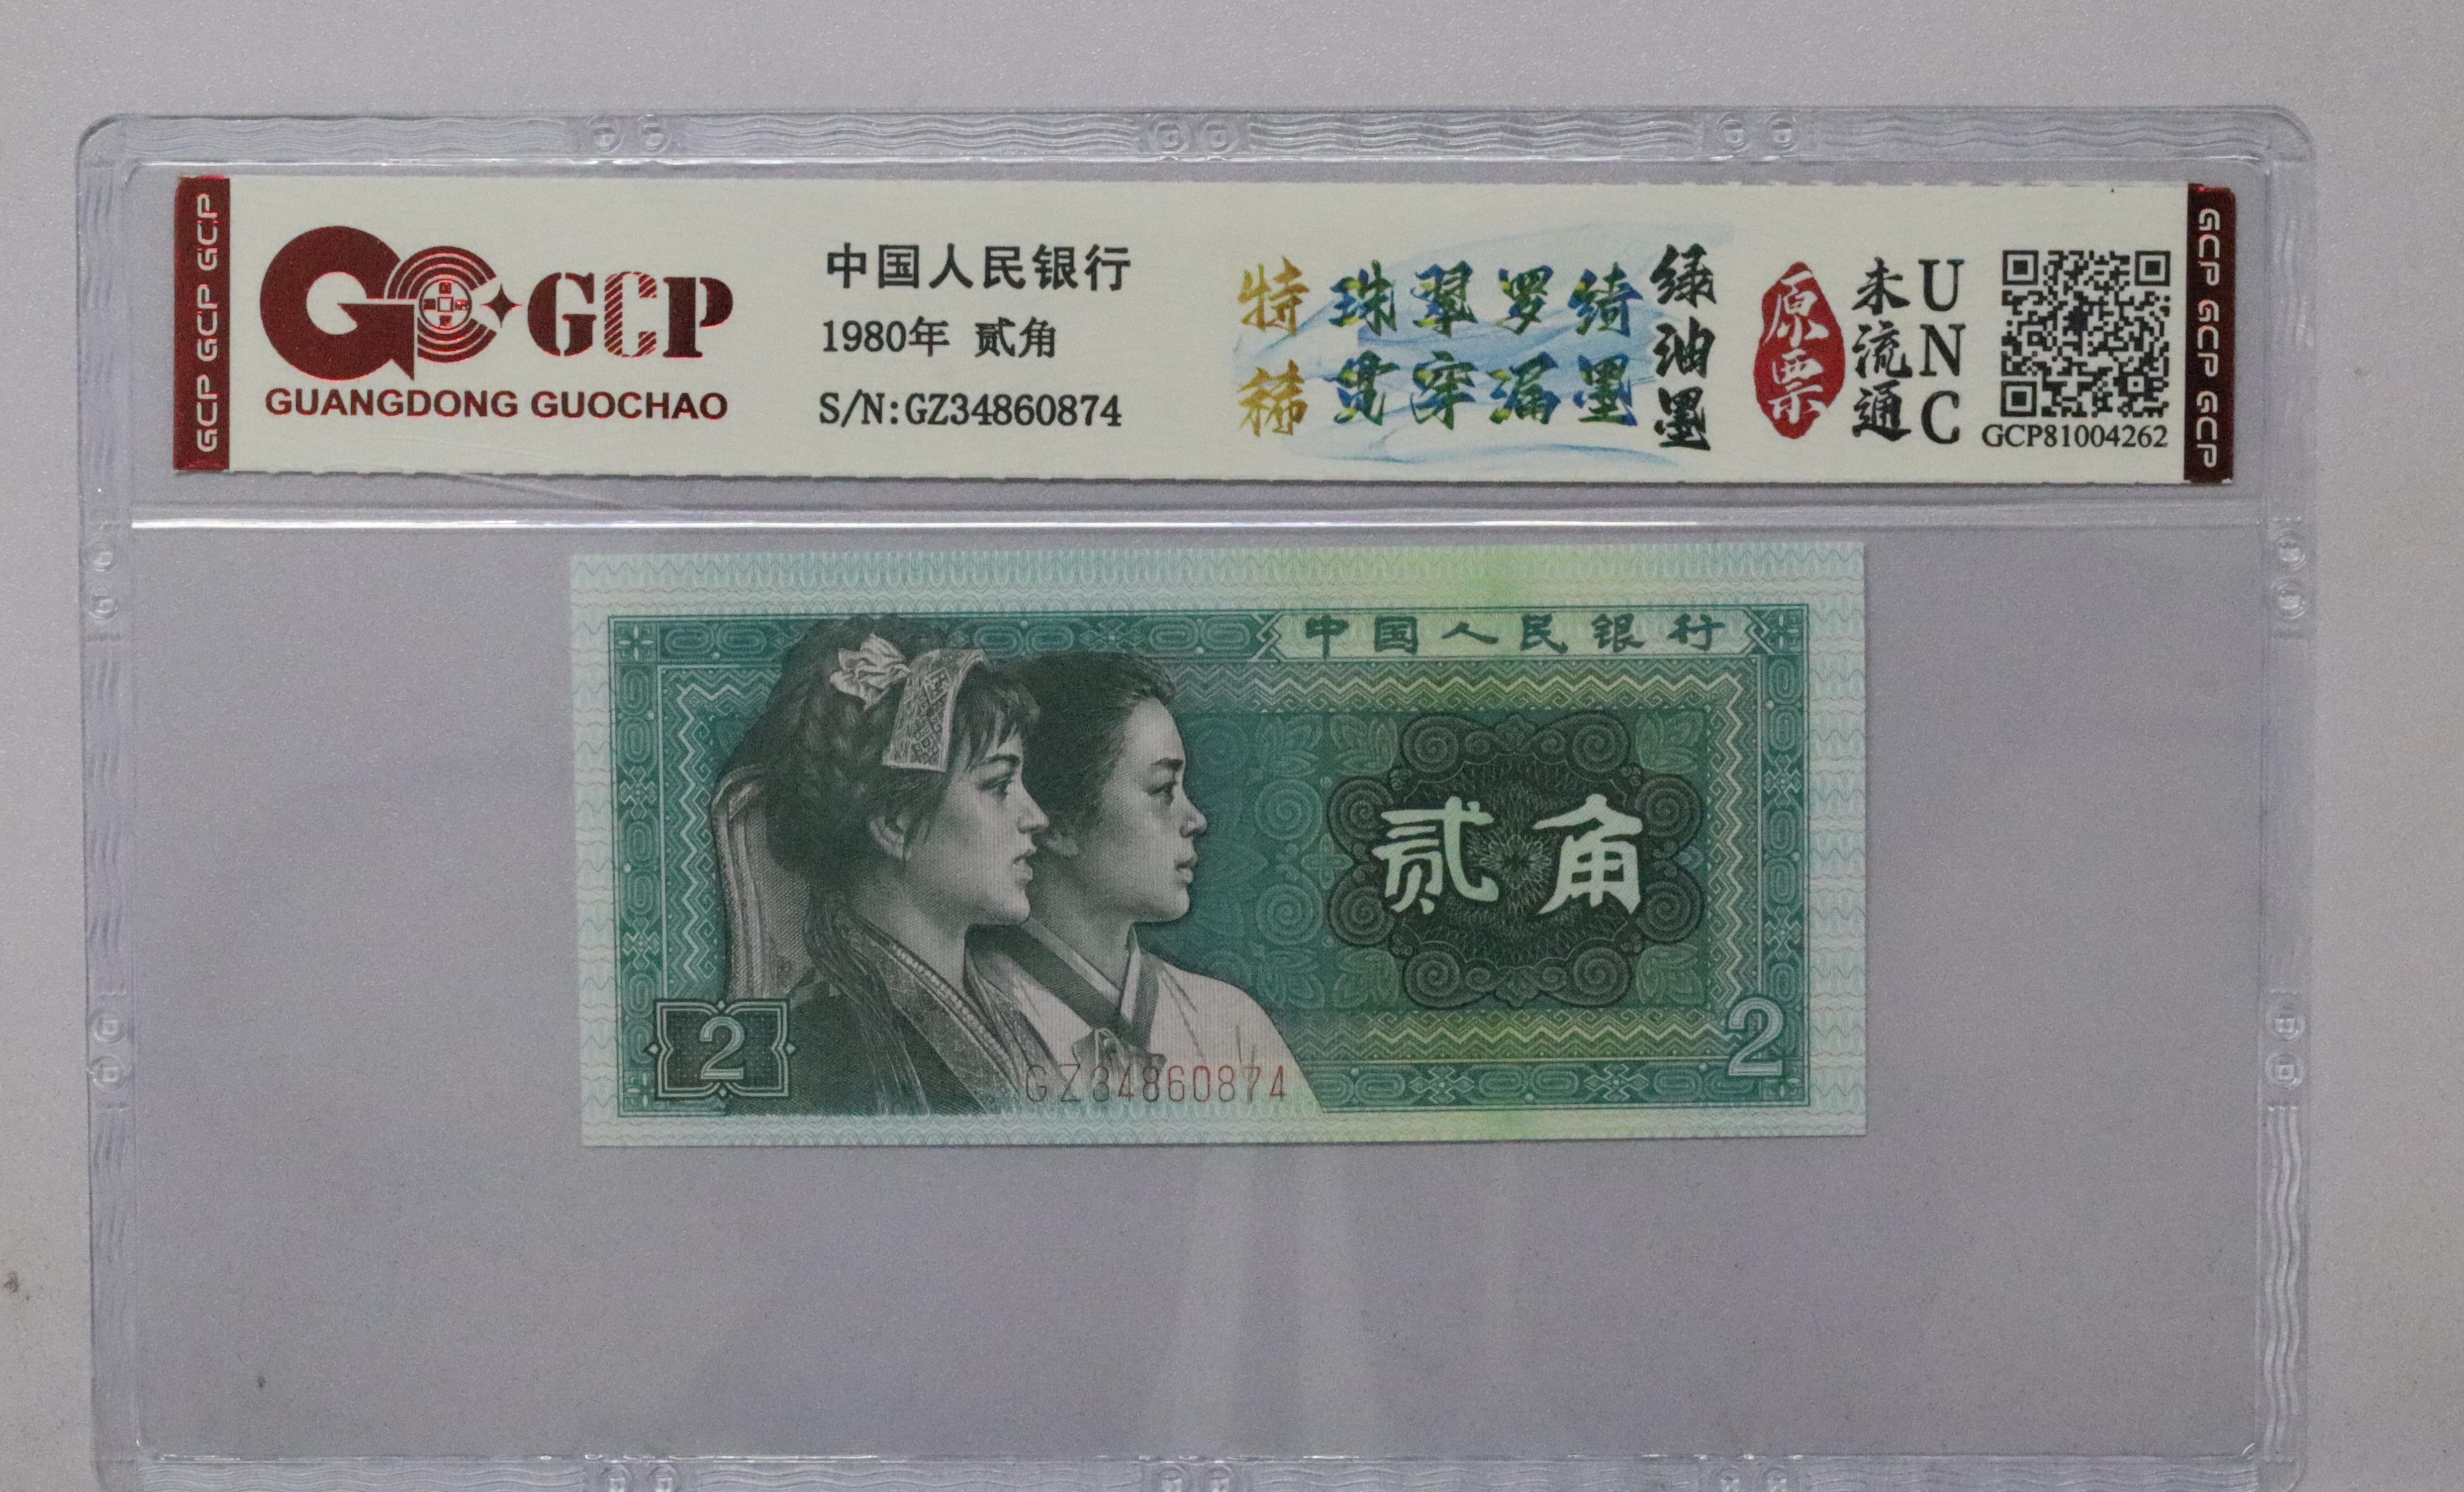 GCP GCP GCP
GCP
GUANGDONG GUOCHAO
中国人民银行
1980年 贰角
S/N:GZ34860874
特稀
珠翠罗绮
贯穿漏墨
绿油墨
原票
未流通
UNC
GCP81004262
GCP GCP GCP
中国人民银行
贰角
2
2
GZ34860874